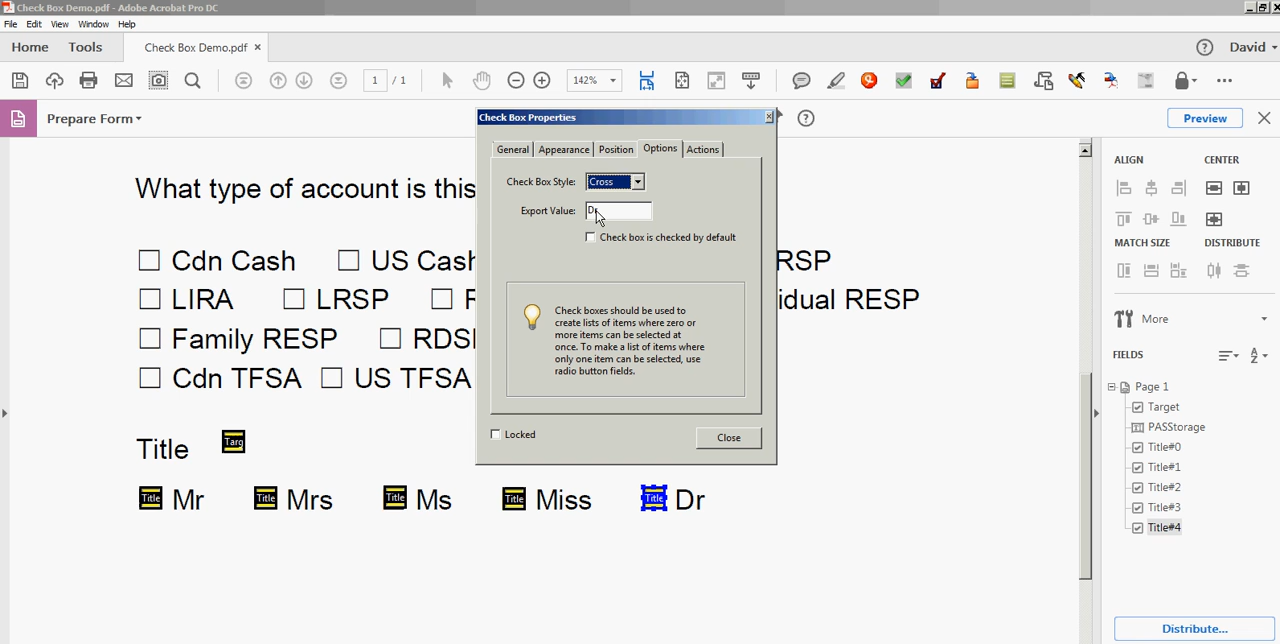 Check Box Demo.pdf - Adobe Acrobat Pro DC
File Edit View Window Help
Home Tools Check Box Demo.pdf × ? David
1 / 1 142%
Prepare Form Check Box Properties ? Preview
General Appearance Position Options Actions
Check Box Style: Cross
Export Value: Dr
Check box is checked by default
Check boxes should be used to
create lists of items where zero or
more items can be selected at
once. To make a list of items where
only one item can be selected, use
radio button fields.
Locked Close
What type of account is this
Cdn Cash US Cash RSP
LIRA LRSP RESP
Family RESP
Cdn TFSA US TFSA
Title Targ
Title Mr Title Mrs Title Ms Title Miss Title Dr
ALIGN CENTER
MATCH SIZE DISTRIBUTE
More
FIELDS
Page 1
Target
PASStorage
Title#0
Title#1
Title#2
Title#3
Title#4
Distribute...